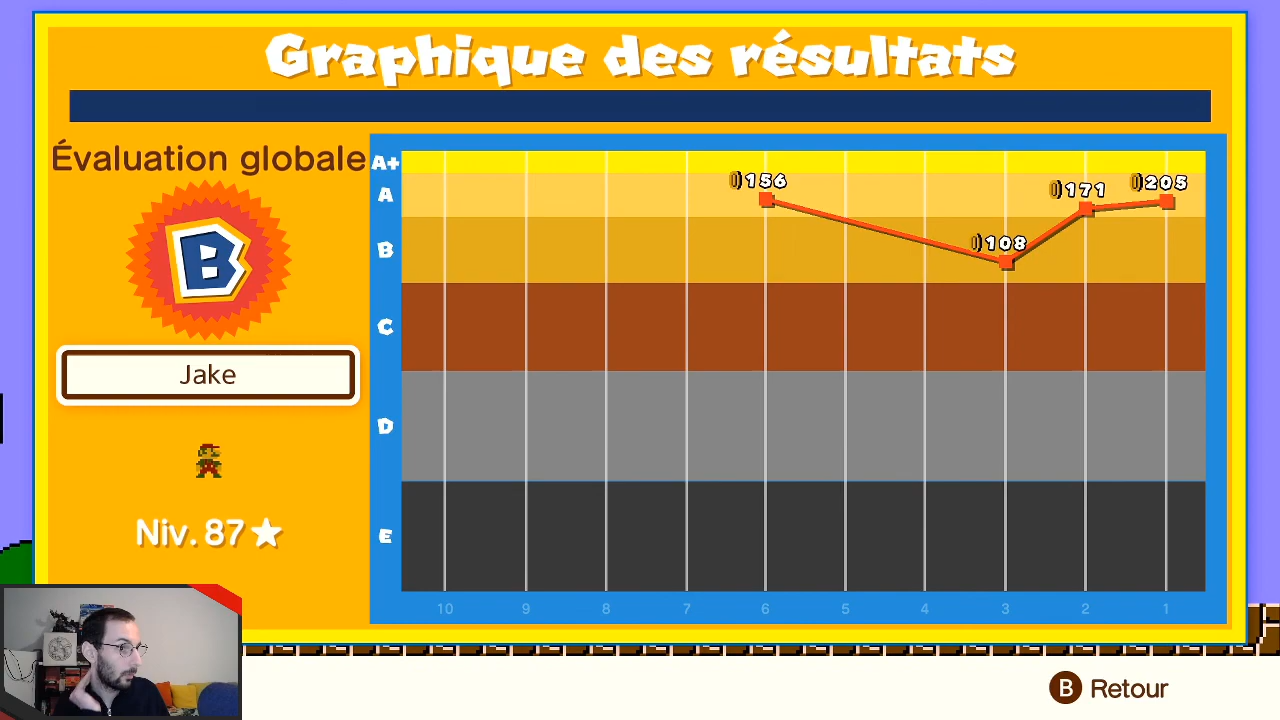 Graphique des résultats
Évaluation globale
B
Jake
Niv. 87★
A+
A
B
C
D
E
156
108
171
205
10 9 8 7 6 5 4 3 2 1
B Retour